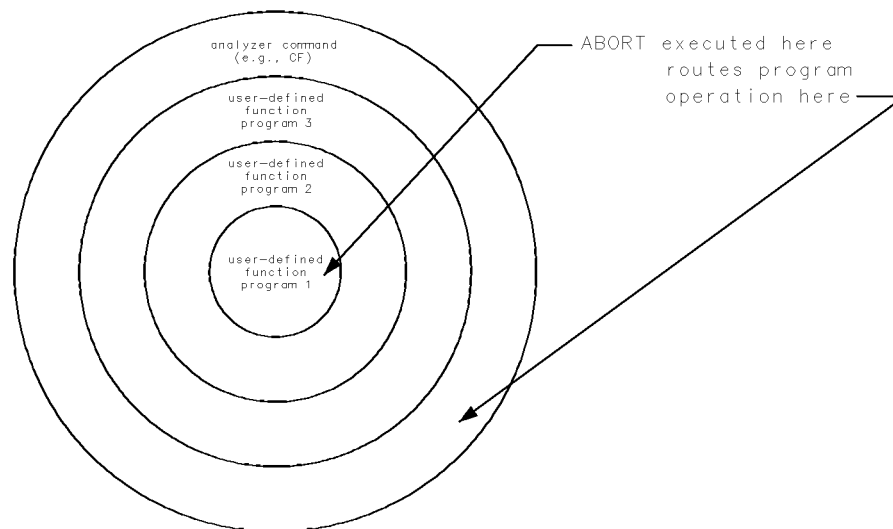 analyzer command
(e.g., CF)
user–defined
function
program 3
user–defined
function
program 2
user–defined
function
program 1
ABORT executed here
routes program
operation here